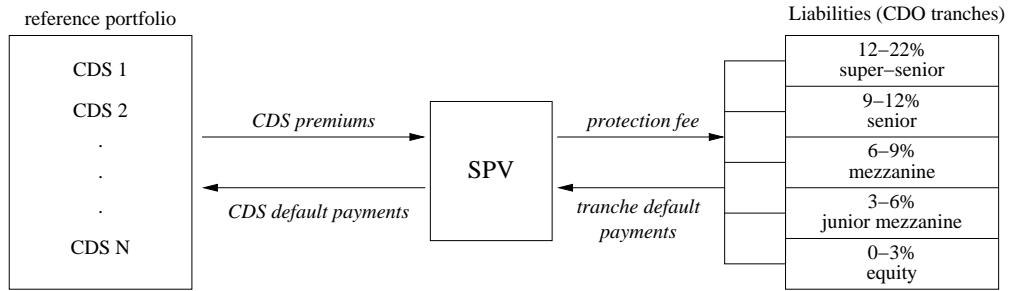 reference portfolio
CDS 1
CDS 2
.
.
.
CDS N
CDS premiums
CDS default payments
SPV
protection fee
tranche default
payments
Liabilities (CDO tranches)
12–22%
super–senior
9–12%
senior
6–9%
mezzanine
3–6%
junior mezzanine
0–3%
equity